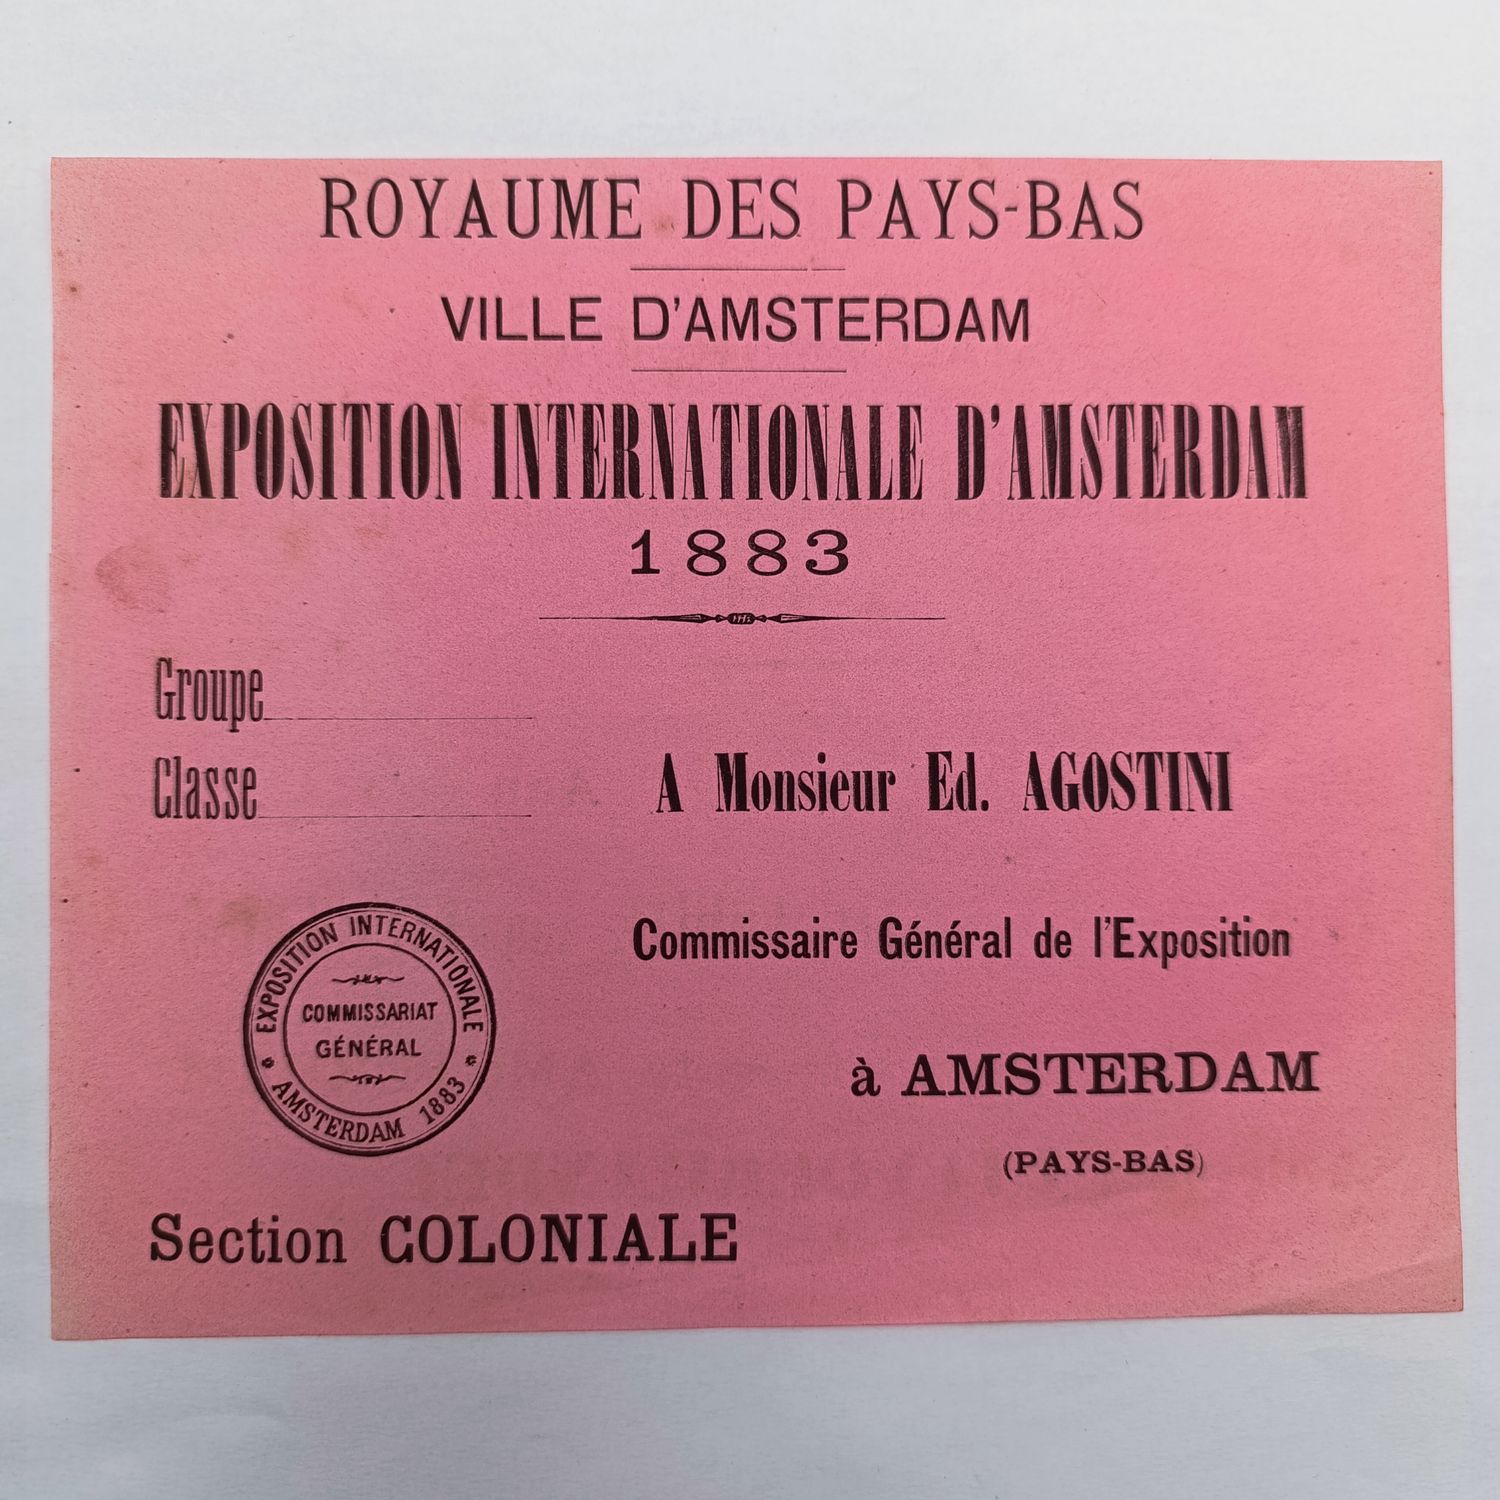 ROYAUME DES PAYS-BAS
VILLE D'AMSTERDAM
EXPOSITION INTERNATIONALE D'AMSTERDAM
1883
Groupe
Classe
A Monsieur Ed. AGOSTINI
Commissaire Général de l'Exposition
à AMSTERDAM
(PAYS-BAS)
EXPOSITION INTERNATIONALE
COMMISSARIAT
GÉNÉRAL
* AMSTERDAM 1883 *
Section COLONIALE